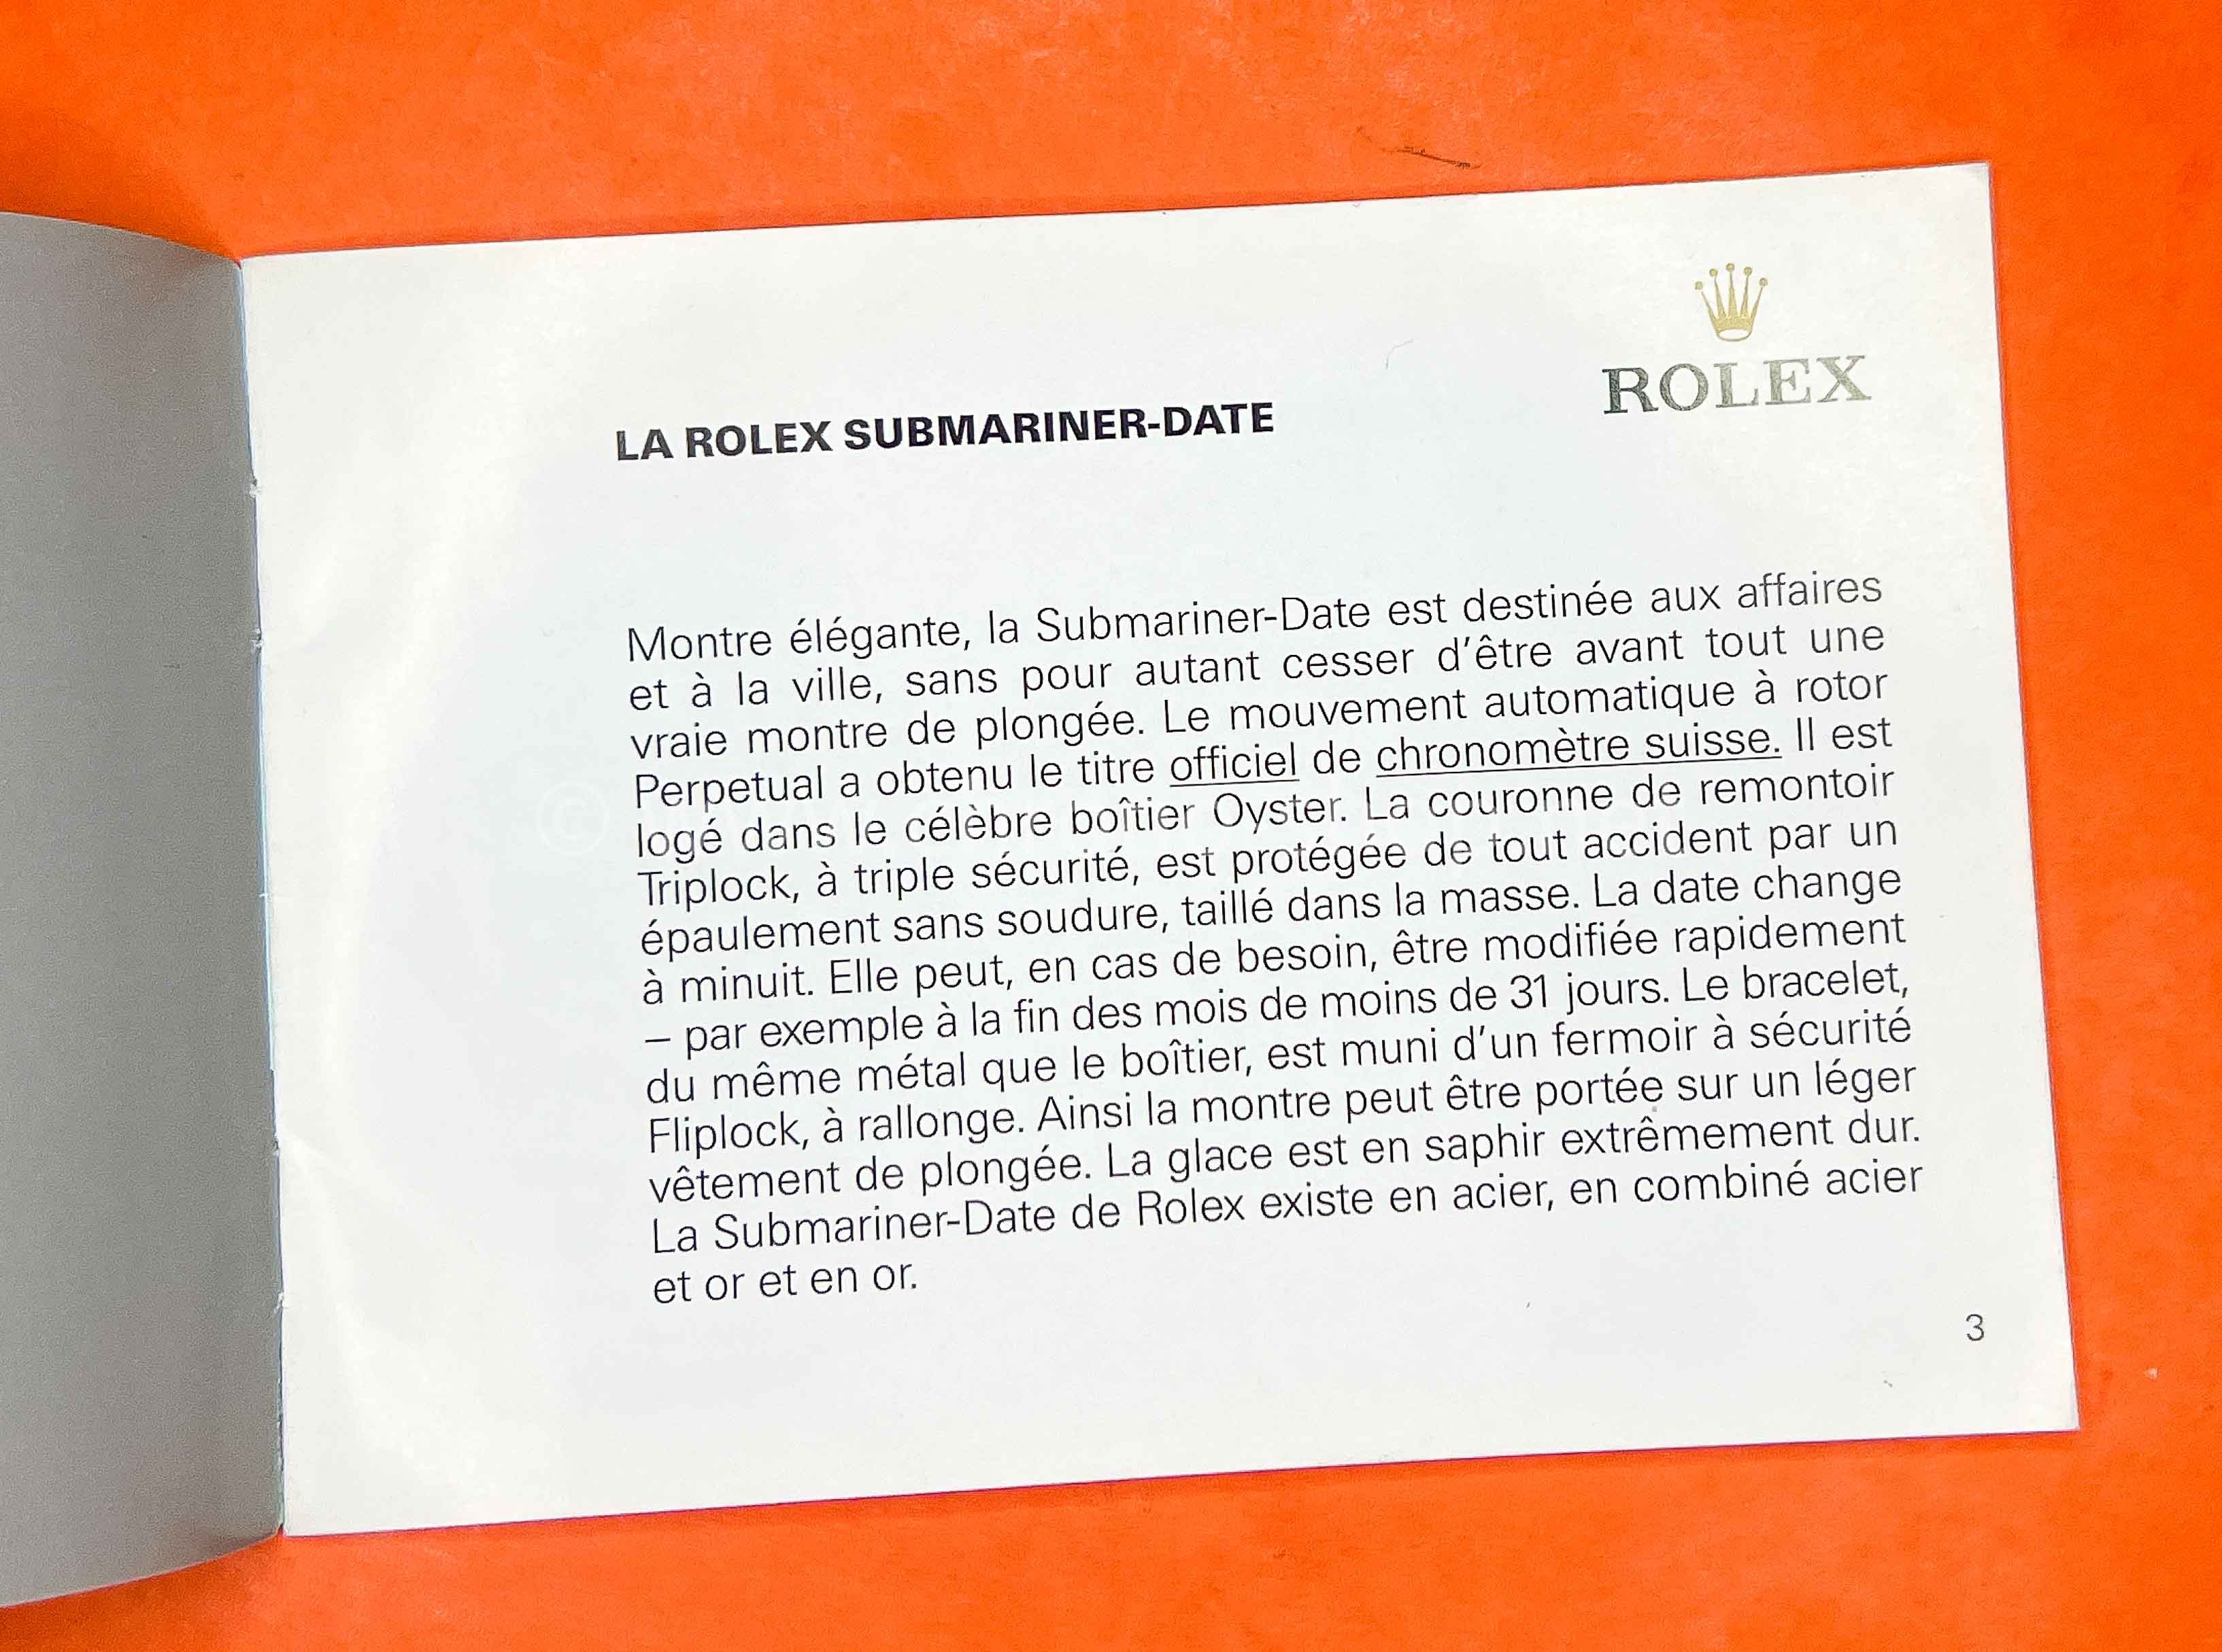 ROLEX
LA ROLEX SUBMARINER-DATE
Montre élégante, la Submariner-Date est destinée aux affaires
et à la ville, sans pour autant cesser d'être avant tout une
vraie montre de plongée. Le mouvement automatique à rotor
Perpetual a obtenu le titre officiel de chronomètre suisse. Il est
logé dans le célèbre boîtier Oyster. La couronne de remontoir
Triplock, à triple sécurité, est protégée de tout accident par un
épaulement sans soudure, taillé dans la masse. La date change
à minuit. Elle peut, en cas de besoin, être modifiée rapidement
– par exemple à la fin des mois de moins de 31 jours. Le bracelet,
du même métal que le boîtier, est muni d'un fermoir à sécurité
Fliplock, à rallonge. Ainsi la montre peut être portée sur un léger
vêtement de plongée. La glace est en saphir extrêmement dur.
La Submariner-Date de Rolex existe en acier, en combiné acier
et or et en or.
3